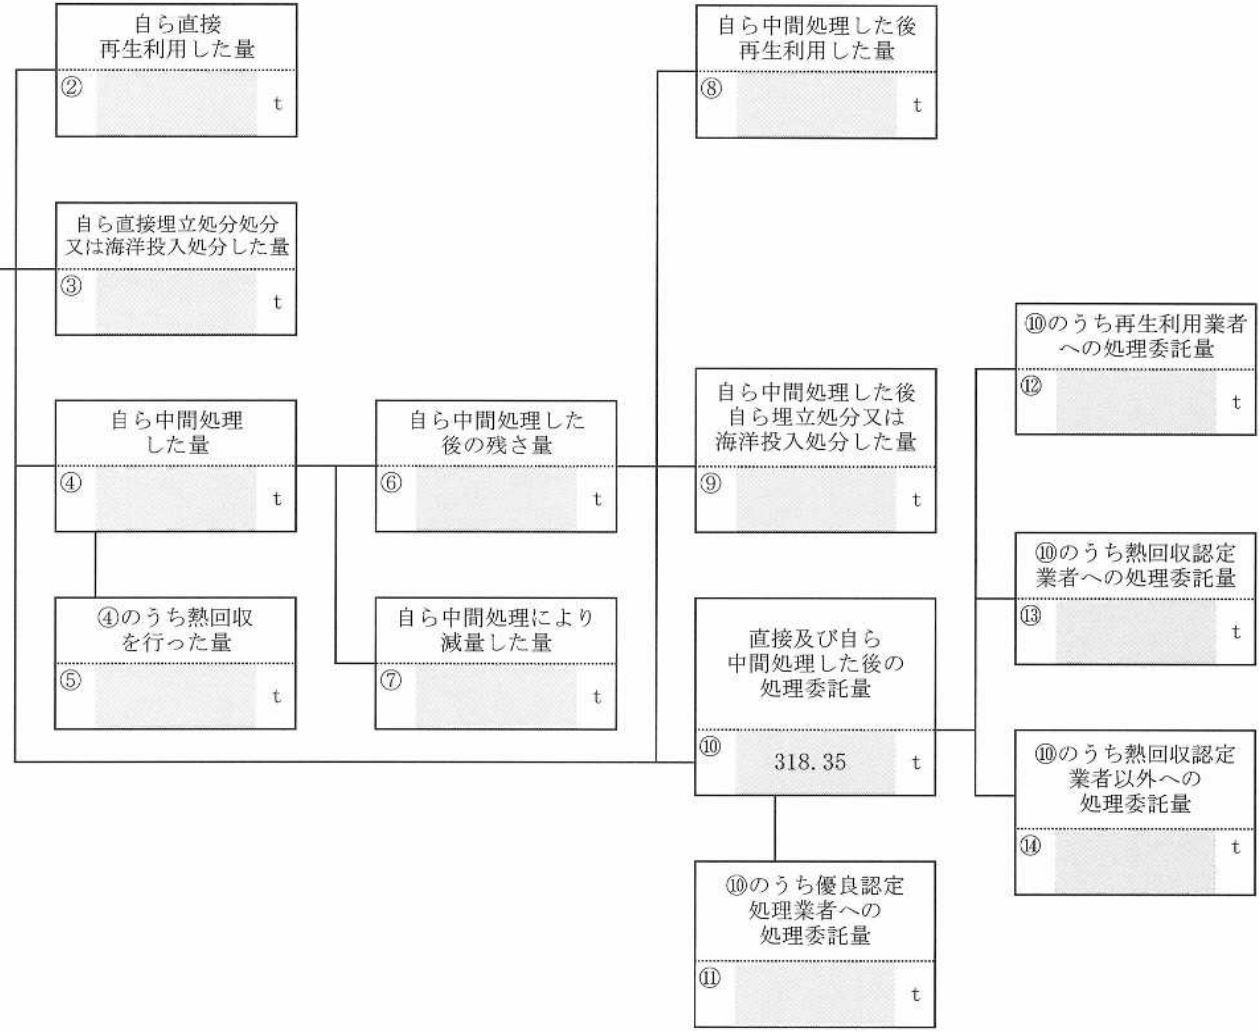 自ら直接
再生利用した量
② t
自ら直接埋立処分処分
又は海洋投入処分した量
③ t
自ら中間処理
した量
④ t
④のうち熱回収
を行った量
⑤ t
自ら中間処理した
後の残さ量
⑥ t
自ら中間処理により
減量した量
⑦ t
自ら中間処理した後
再生利用した量
⑧ t
自ら中間処理した後
自ら埋立処分又は
海洋投入処分した量
⑨ t
直接及び自ら
中間処理した後の
処理委託量
⑩ 318.35 t
⑩のうち優良認定
処理業者への
処理委託量
⑪ t
⑩のうち再生利用業者
への処理委託量
⑫ t
⑩のうち熱回収認定
業者への処理委託量
⑬ t
⑩のうち熱回収認定
業者以外への
処理委託量
⑭ t